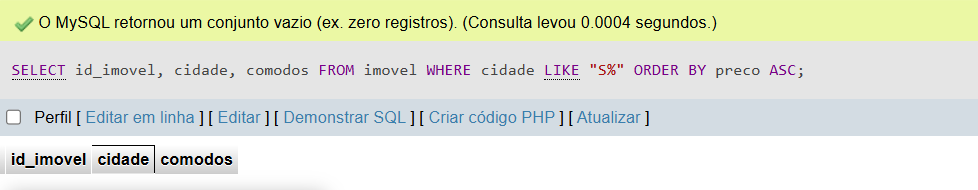 O MySQL retornou um conjunto vazio (ex. zero registros). (Consulta levou 0.0004 segundos.)
SELECT id_imovel, cidade, comodos FROM imovel WHERE cidade LIKE "S%" ORDER BY preco ASC;
Perfil [ Editar em linha ] [ Editar ] [ Demonstrar SQL ] [ Criar código PHP ] [ Atualizar ]
id_imovel cidade comodos